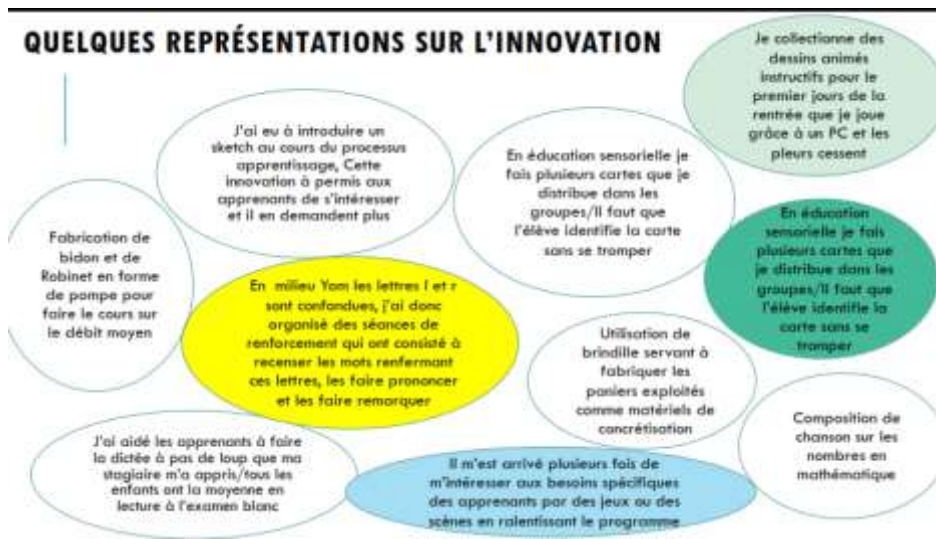 QUELQUES REPRÉSENTATIONS SUR L'INNOVATION
Je collectionne des
dessins animés
instructifs pour le
premier jours de la
rentrée que je joue
grâce à un PC et les
pleurs cessent
J'ai eu à introduire un
sketch au cours du processus
apprentissage, Cette
innovation à permis aux
apprenants de s'intéresser
et il en demandent plus
En éducation sensorielle je
fais plusieurs cartes que je
distribue dans les
groupes/Il faut que
l'élève identifie la carte
sans se tromper
Fabrication de
bidon et de
Robinet en forme
de pompe pour
faire le cours sur
le débit moyen
En milieu Yom les lettres l et r
sont confondues, j'ai donc
organisé des séances de
renforcement qui ont consisté à
recenser les mots renfermant
ces lettres, les faire prononcer
et les faire remarquer
En éducation
sensorielle je fais
plusieurs cartes que
je distribue dans les
groupes/Il faut que
l'élève identifie la
carte sans se
tromper
Utilisation de
brindille servant à
fabriquer les
paniers exploités
comme matériels de
concrétisation
J'ai aidé les apprenants à faire
la dictée à pas de loup que ma
stagiaire m'a appris/tous les
enfants ont la moyenne en
lecture à l'examen blanc
Il m'est arrivé plusieurs fois de
m'intéresser aux besoins spécifiques
des apprenants par des jeux ou des
scènes en ralentissant le programme
Composition de
chanson sur les
nombres en
mathématique